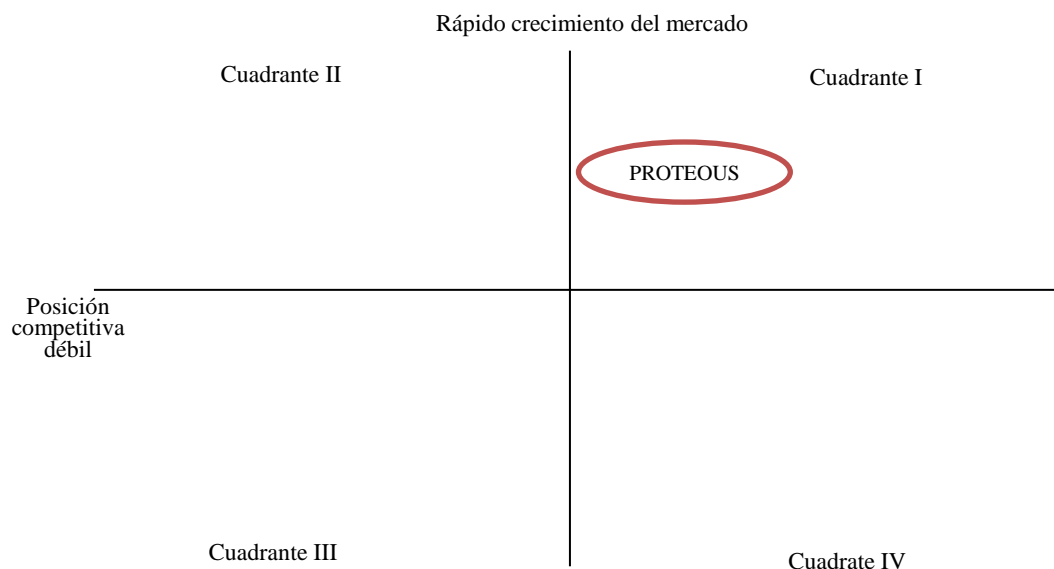 Rápido crecimiento del mercado
Cuadrante II
Cuadrante I
PROTEOUS
Posición
competitiva
débil
Cuadrante III
Cuadrate IV